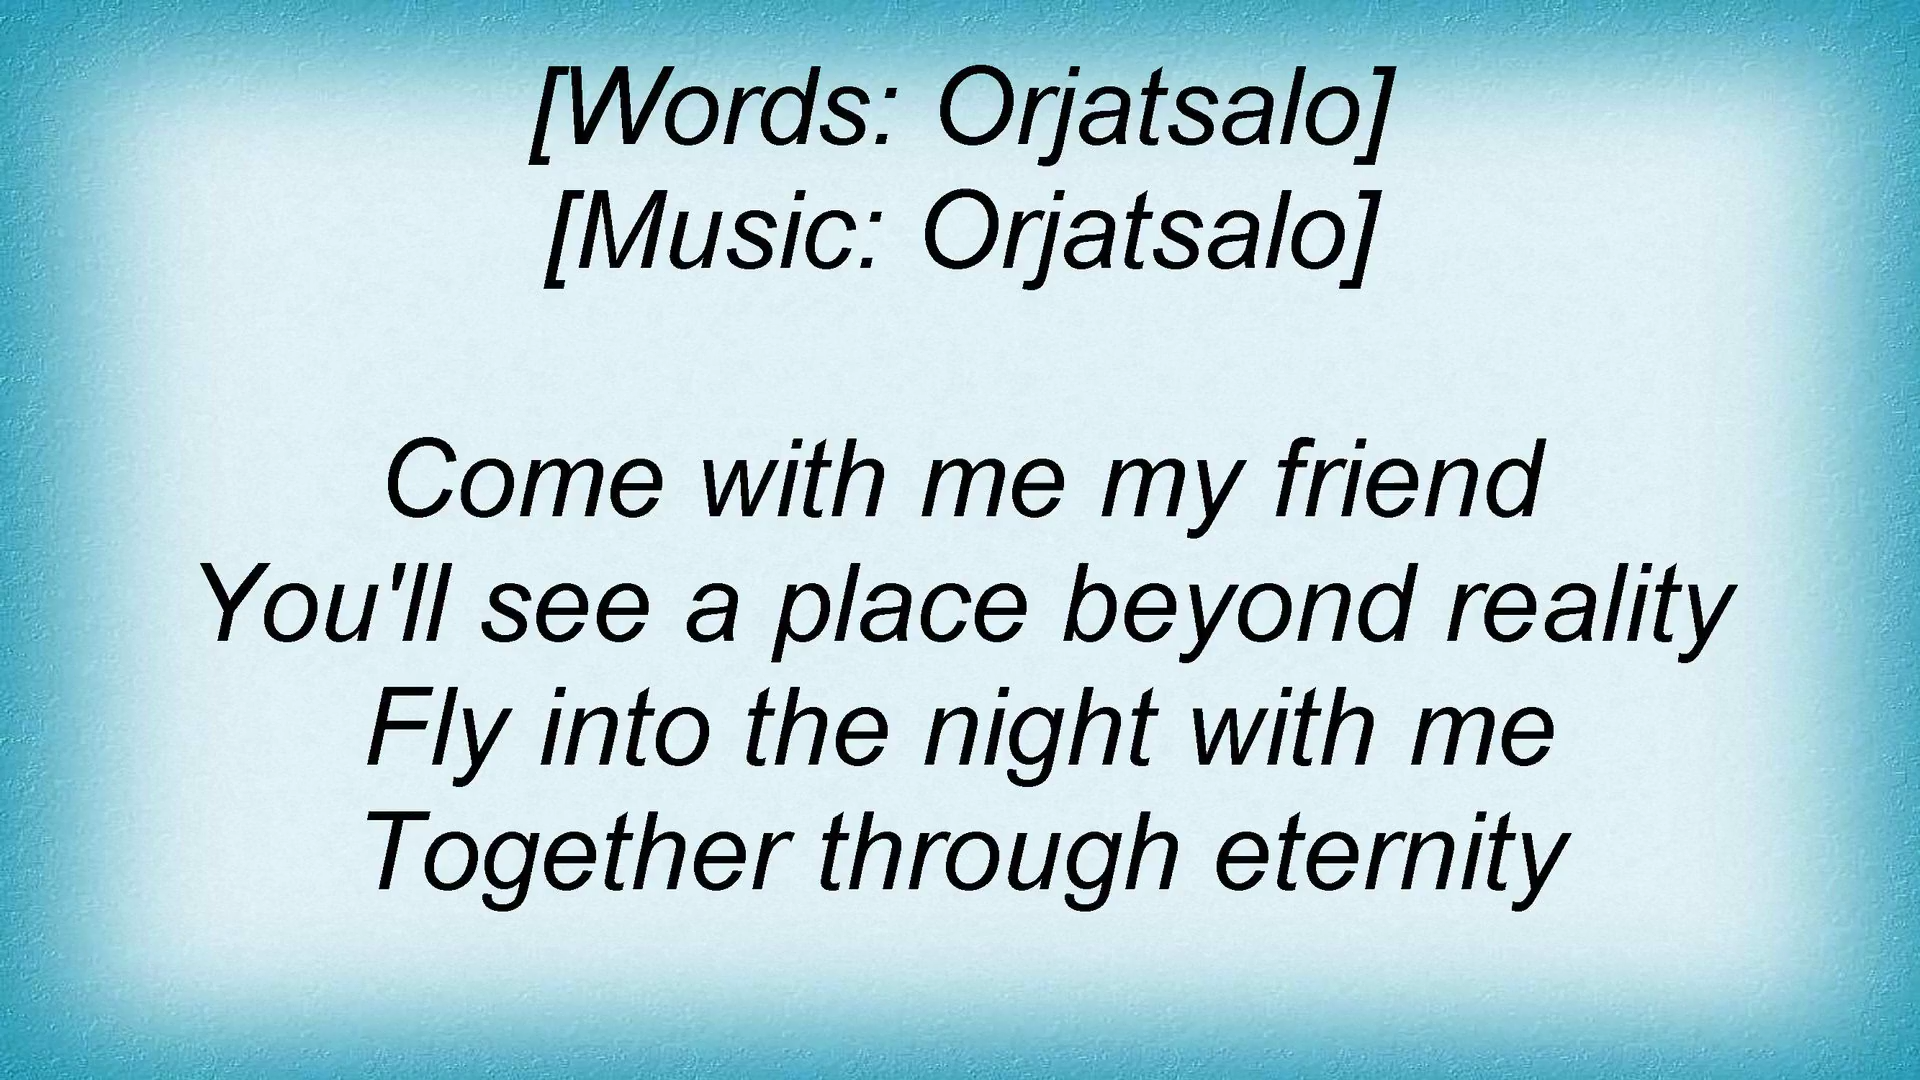 [Words: Orjatsalo]
[Music: Orjatsalo]
Come with me my friend
You'll see a place beyond reality
Fly into the night with me
Together through eternity